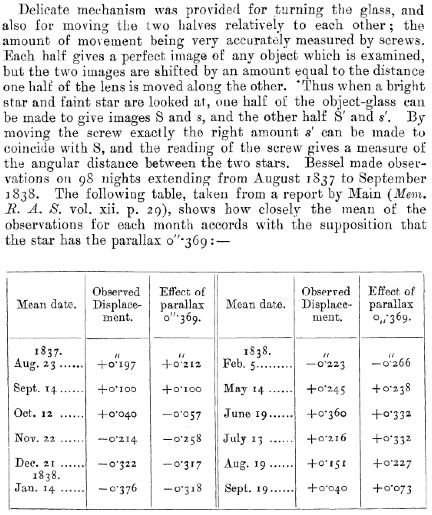 Delicate mechanism was provided for turning the glass, and
also for moving the two halves relatively to each other; the
amount of movement being very accurately measured by screws.
Each half gives a perfect image of any object which is examined,
but the two images are shifted by an amount equal to the distance
one half of the lens is moved along the other. 'Thus when a bright
star and faint star are looked at, one half of the object-glass can
be made to give images S and s, and the other half S' and s'. By
moving the screw exactly the right amount s' can be made to
coincide with S, and the reading of the screw gives a measure of
the angular distance between the two stars. Bessel made obser-
vations on 98 nights extending from August 1837 to September
1838. The following table, taken from a report by Main (Mem.
R. A. S. vol. xii. p. 29), shows how closely the mean of the
observations for each month accords with the supposition that
the star has the parallax 0"·369:—
Mean date. Observed Displace-ment. Effect of parallax 0"·369. Mean date. Observed Displace-ment. Effect of parallax 0,,·369.
1837. " " 1838. " "
Aug. 23 ...... +0·197 +0·212 Feb. 5......... −0·223 −0·266
Sept. 14 ...... +0·100 +0·100 May 14 ...... +0·245 +0·238
Oct. 12 ...... +0·040 −0·057 June 19 ...... +0·360 +0·332
Nov. 22 ...... −0·214 −0·258 July 13 ...... +0·216 +0·332
Dec. 21 ...... −0·322 −0·317 Aug. 19 ...... +0·151 +0·227
1838.
Jan. 14 ...... −0·376 −0·318 Sept. 19...... +0·040 +0·073